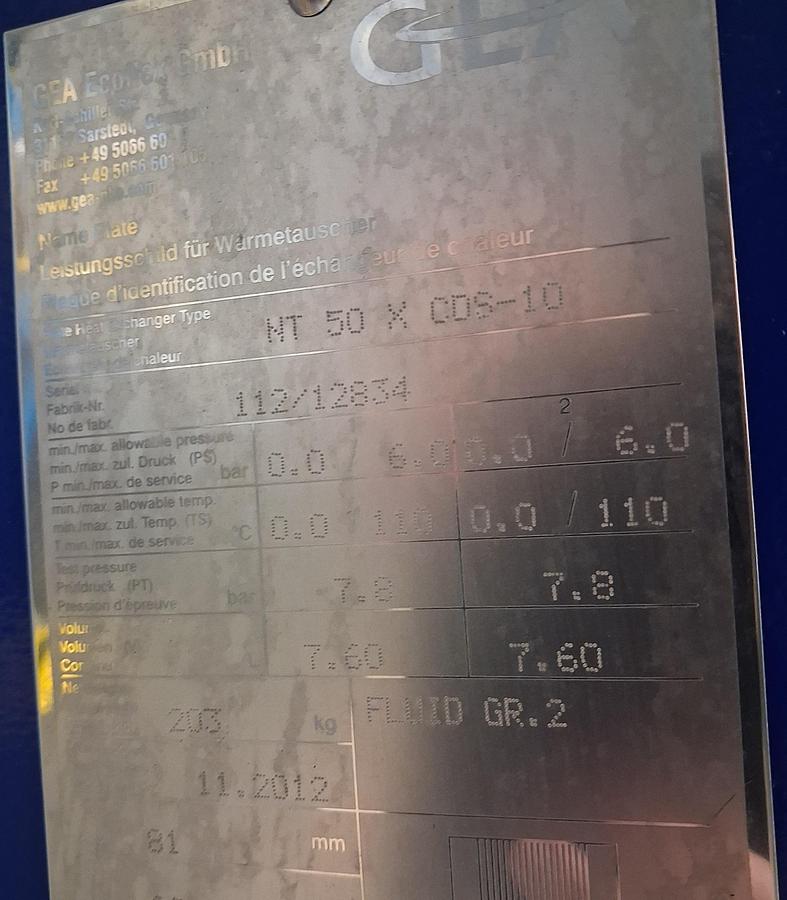 GEA
GEA GmbH
Sarstedt,
Phone +49 5066 60
Fax +49 5066 601
Name Plate
Leistungsschild für Wärmetauscher
Plaque d'identification de l'échangeur de chaleur
Heat Exchanger Type
NT 50 X CDS-10
chaleur
Serial
Fabrik-Nr.
No de fabr.
112/12834
2
min./max. allowable pressure
min./max. zul. Druck (PS)
P min./max. de service
bar
0.0 / 6.0
0.0 / 6.0
min./max. allowable temp.
min./max. zul. Temp. (TS)
T min./max. de service
°C
0.0 / 110
0.0 / 110
Test pressure
Prüfdruck (PT)
Pression d'épreuve
bar
7.8
7.8
7.60
7.60
203 kg
FLUID GR.2
11.2012
81 mm